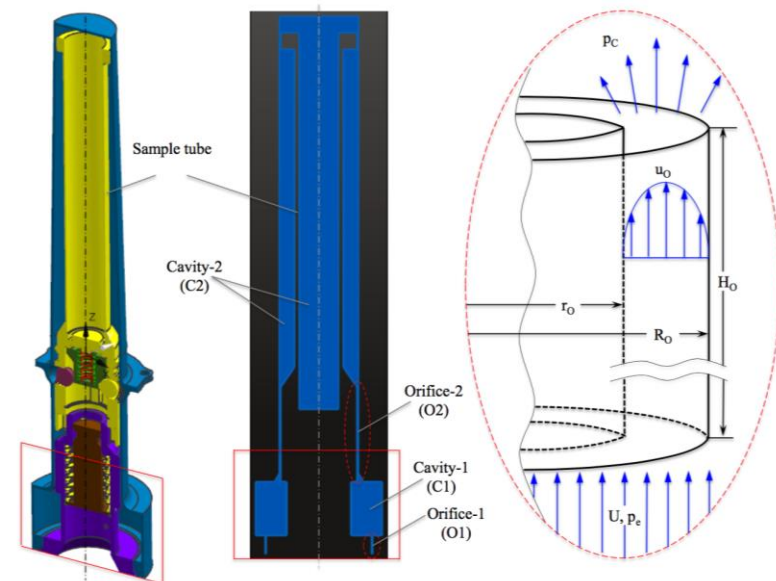 Sample tube
Z
Cavity-2
(C2)
Orifice-2
(O2)
Cavity-1
(C1)
Orifice-1
(O1)
pC
uO
HO
rO
RO
U, pe